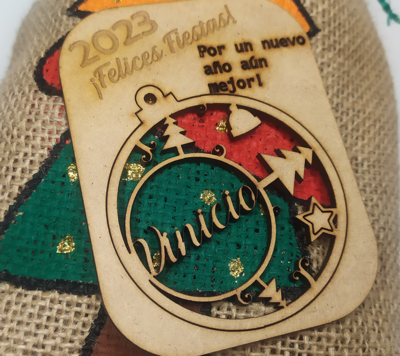 2023
¡Felices Fiestas!
Por un nuevo
año aún
mejor!
Vinicio